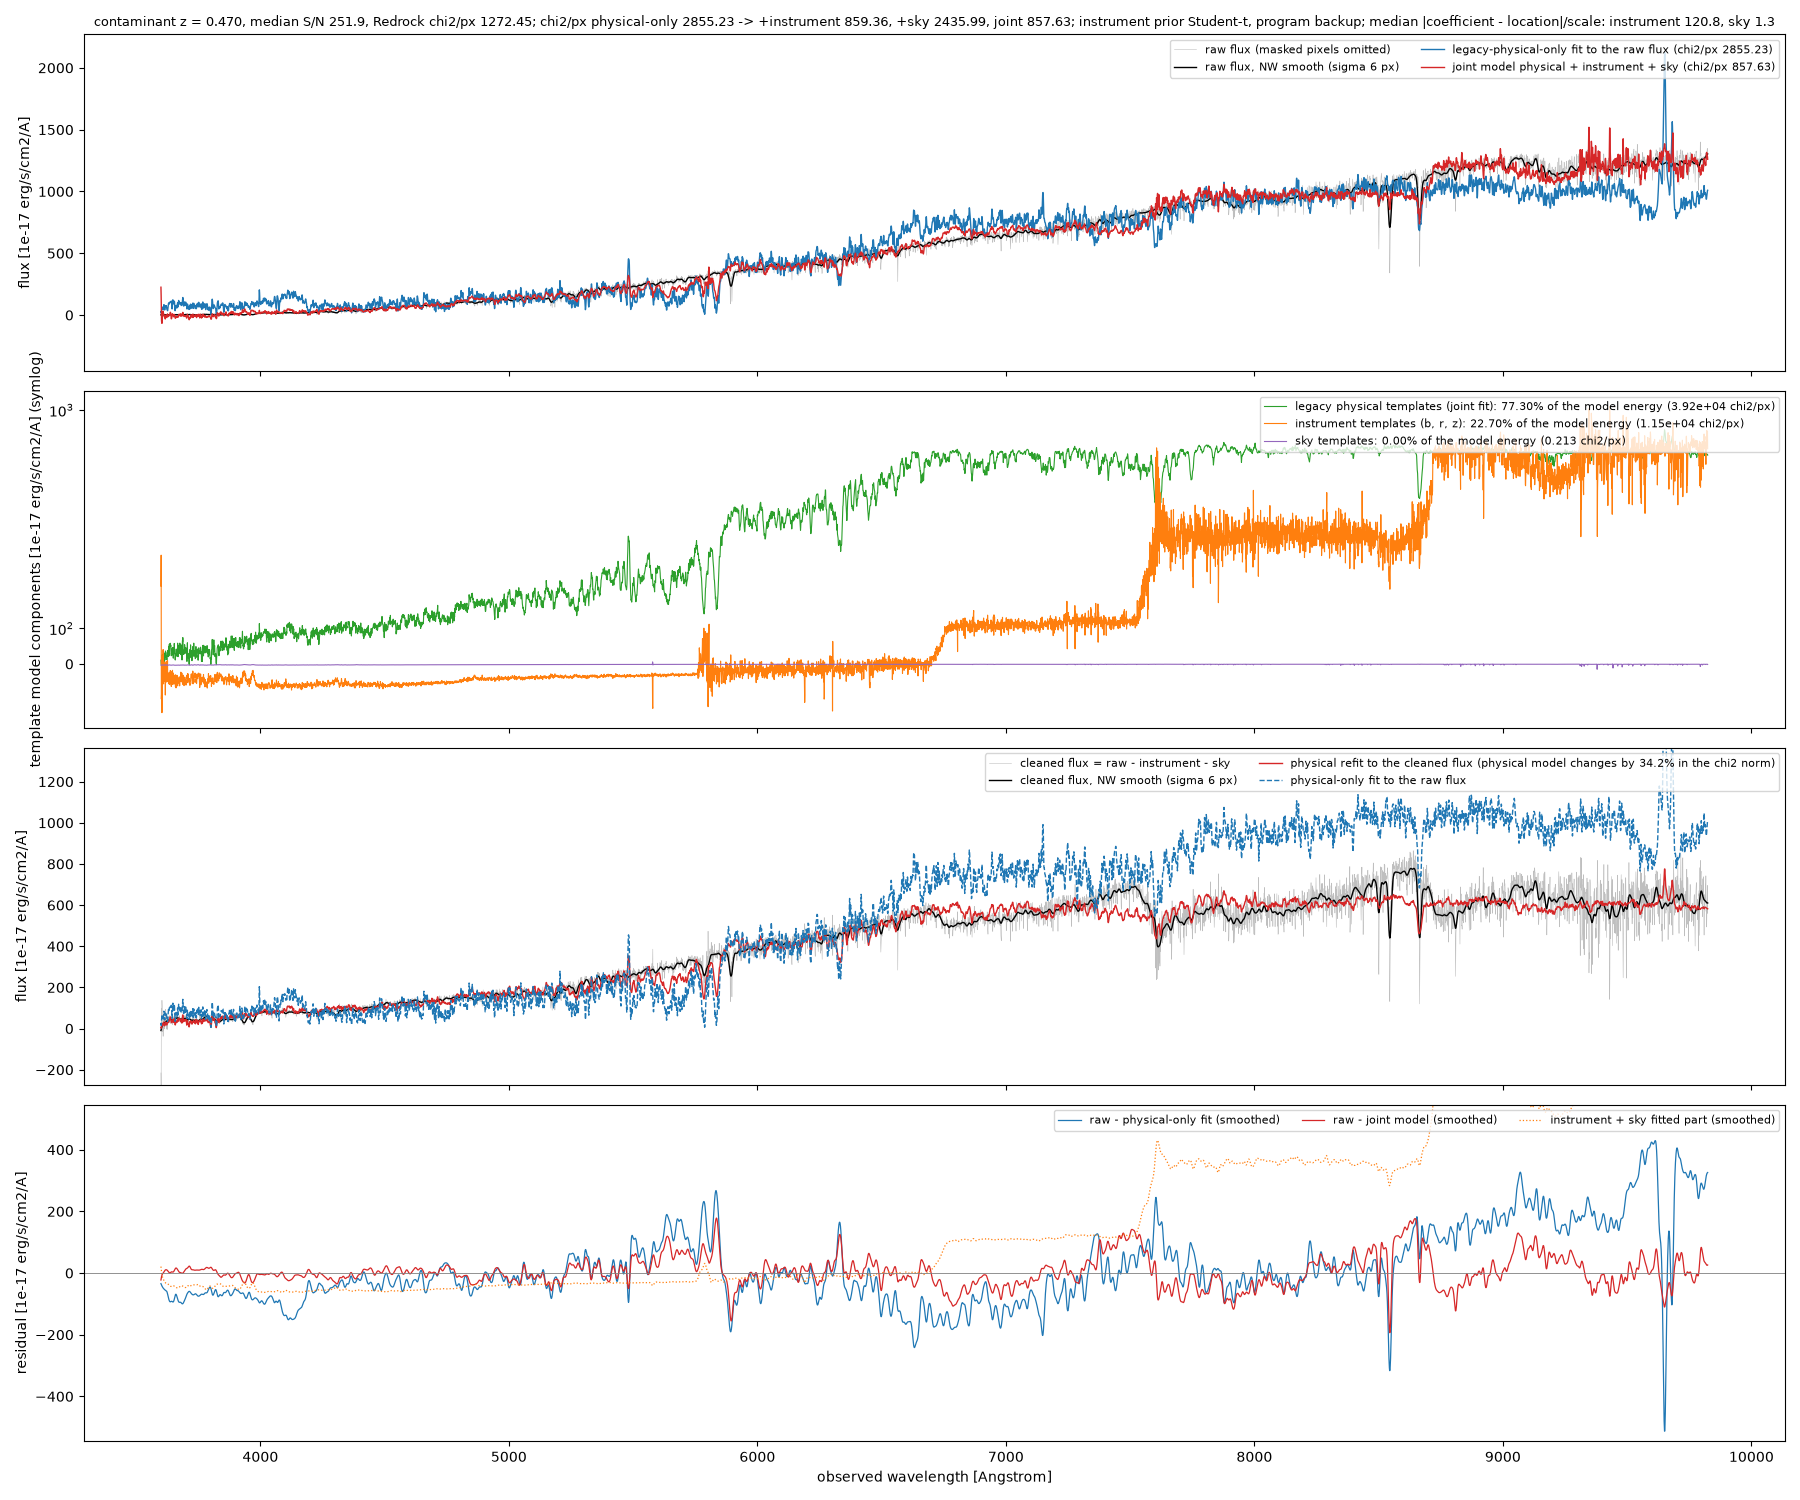 contaminant z = 0.470, median S/N 251.9, Redrock chi2/px 1272.45; chi2/px physical-only 2855.23 -> +instrument 859.36, +sky 2435.99, joint 857.63; instrument prior Student-t, program backup; median |coefficient - location|/scale: instrument 120.8, sky 1.3
raw flux (masked pixels omitted)
raw flux, NW smooth (sigma 6 px)
legacy-physical-only fit to the raw flux (chi2/px 2855.23)
joint model physical + instrument + sky (chi2/px 857.63)
flux [1e-17 erg/s/cm2/A]
2000
1500
1000
500
0
legacy physical templates (joint fit): 77.30% of the model energy (3.92e+04 chi2/px)
instrument templates (b, r, z): 22.70% of the model energy (1.15e+04 chi2/px)
sky templates: 0.00% of the model energy (0.213 chi2/px)
template model components [1e-17 erg/s/cm2/A] (symlog)
10³
10²
0
cleaned flux = raw - instrument - sky
cleaned flux, NW smooth (sigma 6 px)
physical refit to the cleaned flux (physical model changes by 34.2% in the chi2 norm)
physical-only fit to the raw flux
flux [1e-17 erg/s/cm2/A]
1200
1000
800
600
400
200
0
−200
raw - physical-only fit (smoothed)
raw - joint model (smoothed)
instrument + sky fitted part (smoothed)
residual [1e-17 erg/s/cm2/A]
400
200
0
−200
−400
4000
5000
6000
7000
8000
9000
10000
observed wavelength [Angstrom]